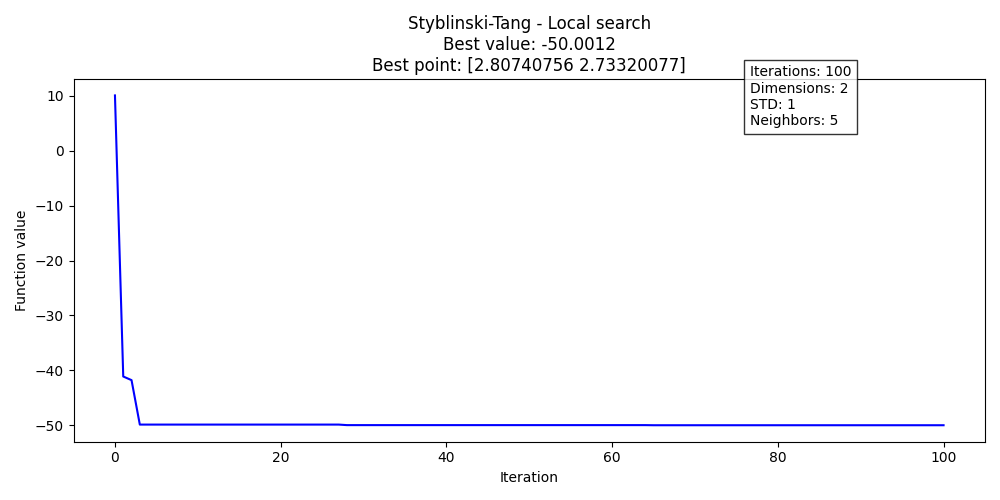 Styblinski-Tang - Local search
Best value: -50.0012
Best point: [2.80740756 2.73320077]
Iterations: 100
Dimensions: 2
STD: 1
Neighbors: 5
10
0
−10
−20
−30
−40
−50
Function value
0
20
40
60
80
100
Iteration